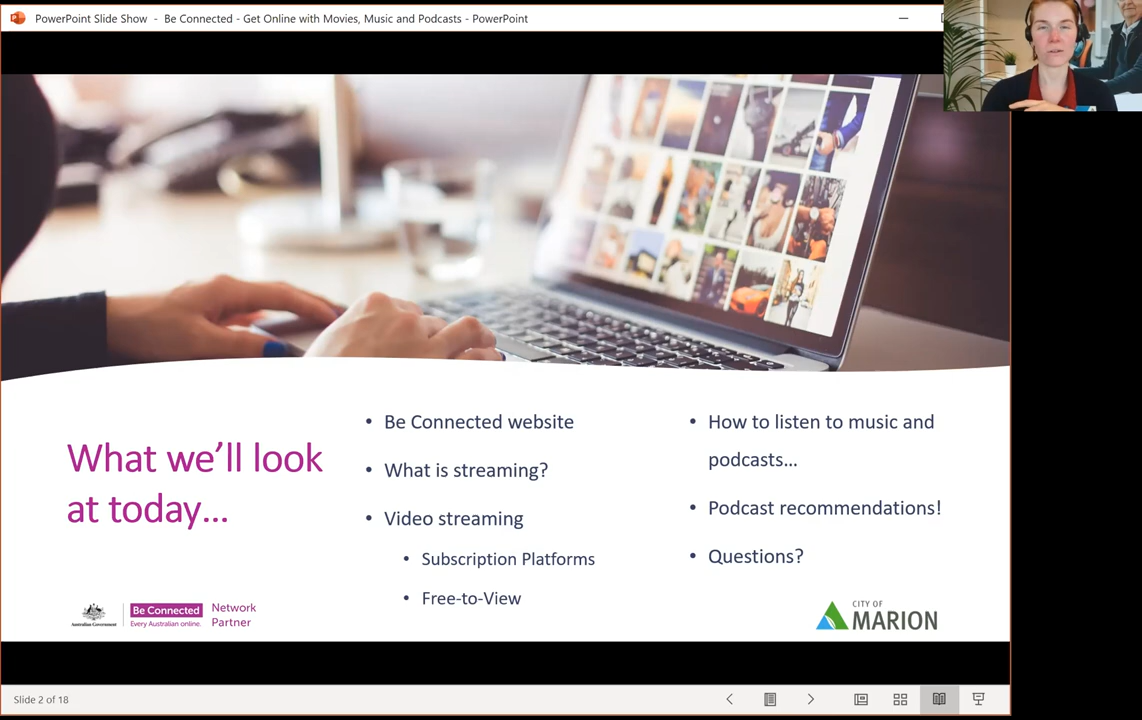 PowerPoint Slide Show - Be Connected - Get Online with Movies, Music and Podcasts - PowerPoint
What we'll look
at today...
• Be Connected website
• What is streaming?
• Video streaming
• Subscription Platforms
• Free-to-View
• How to listen to music and
podcasts...
• Podcast recommendations!
• Questions?
Australian Government
Be Connected
Every Australian online.
Network
Partner
CITY OF
MARION
Slide 2 of 18